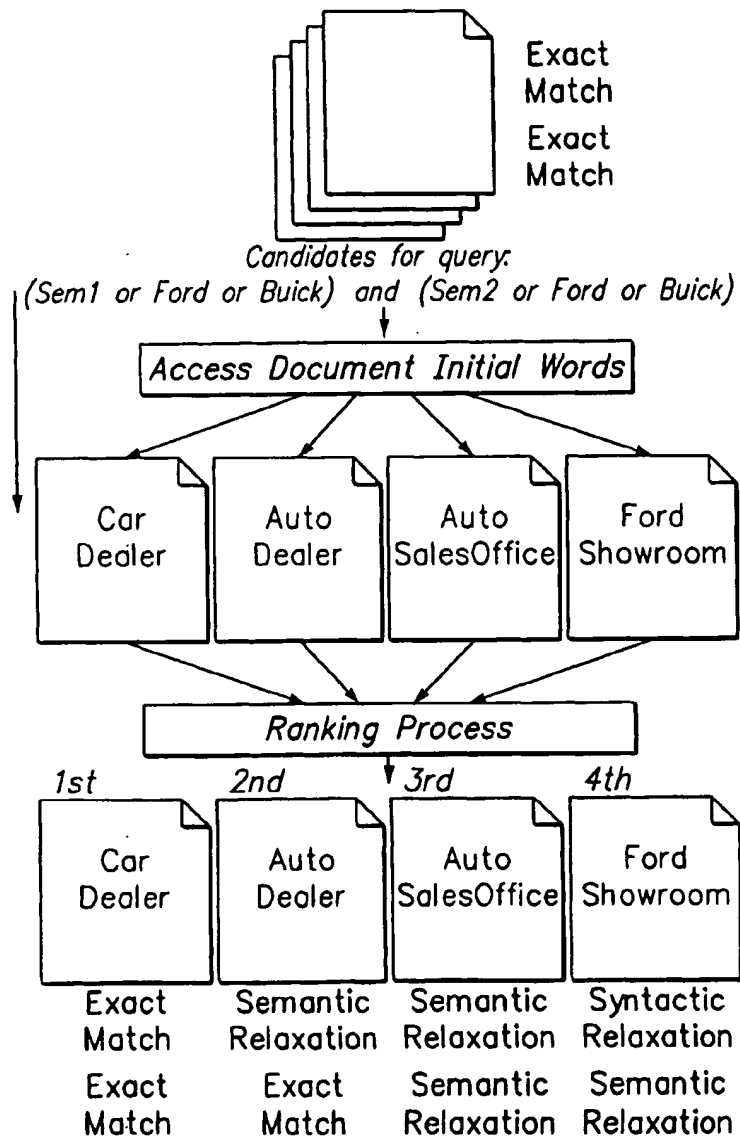 Exact
Match
Exact
Match
Candidates for query:
(Sem1 or Ford or Buick) and (Sem2 or Ford or Buick)
Access Document Initial Words
Car
Dealer
Auto
Dealer
Auto
SalesOffice
Ford
Showroom
Ranking Process
1st
2nd
3rd
4th
Car
Dealer
Auto
Dealer
Auto
SalesOffice
Ford
Showroom
Exact
Match
Semantic
Relaxation
Semantic
Relaxation
Syntactic
Relaxation
Exact
Match
Exact
Match
Semantic
Relaxation
Semantic
Relaxation